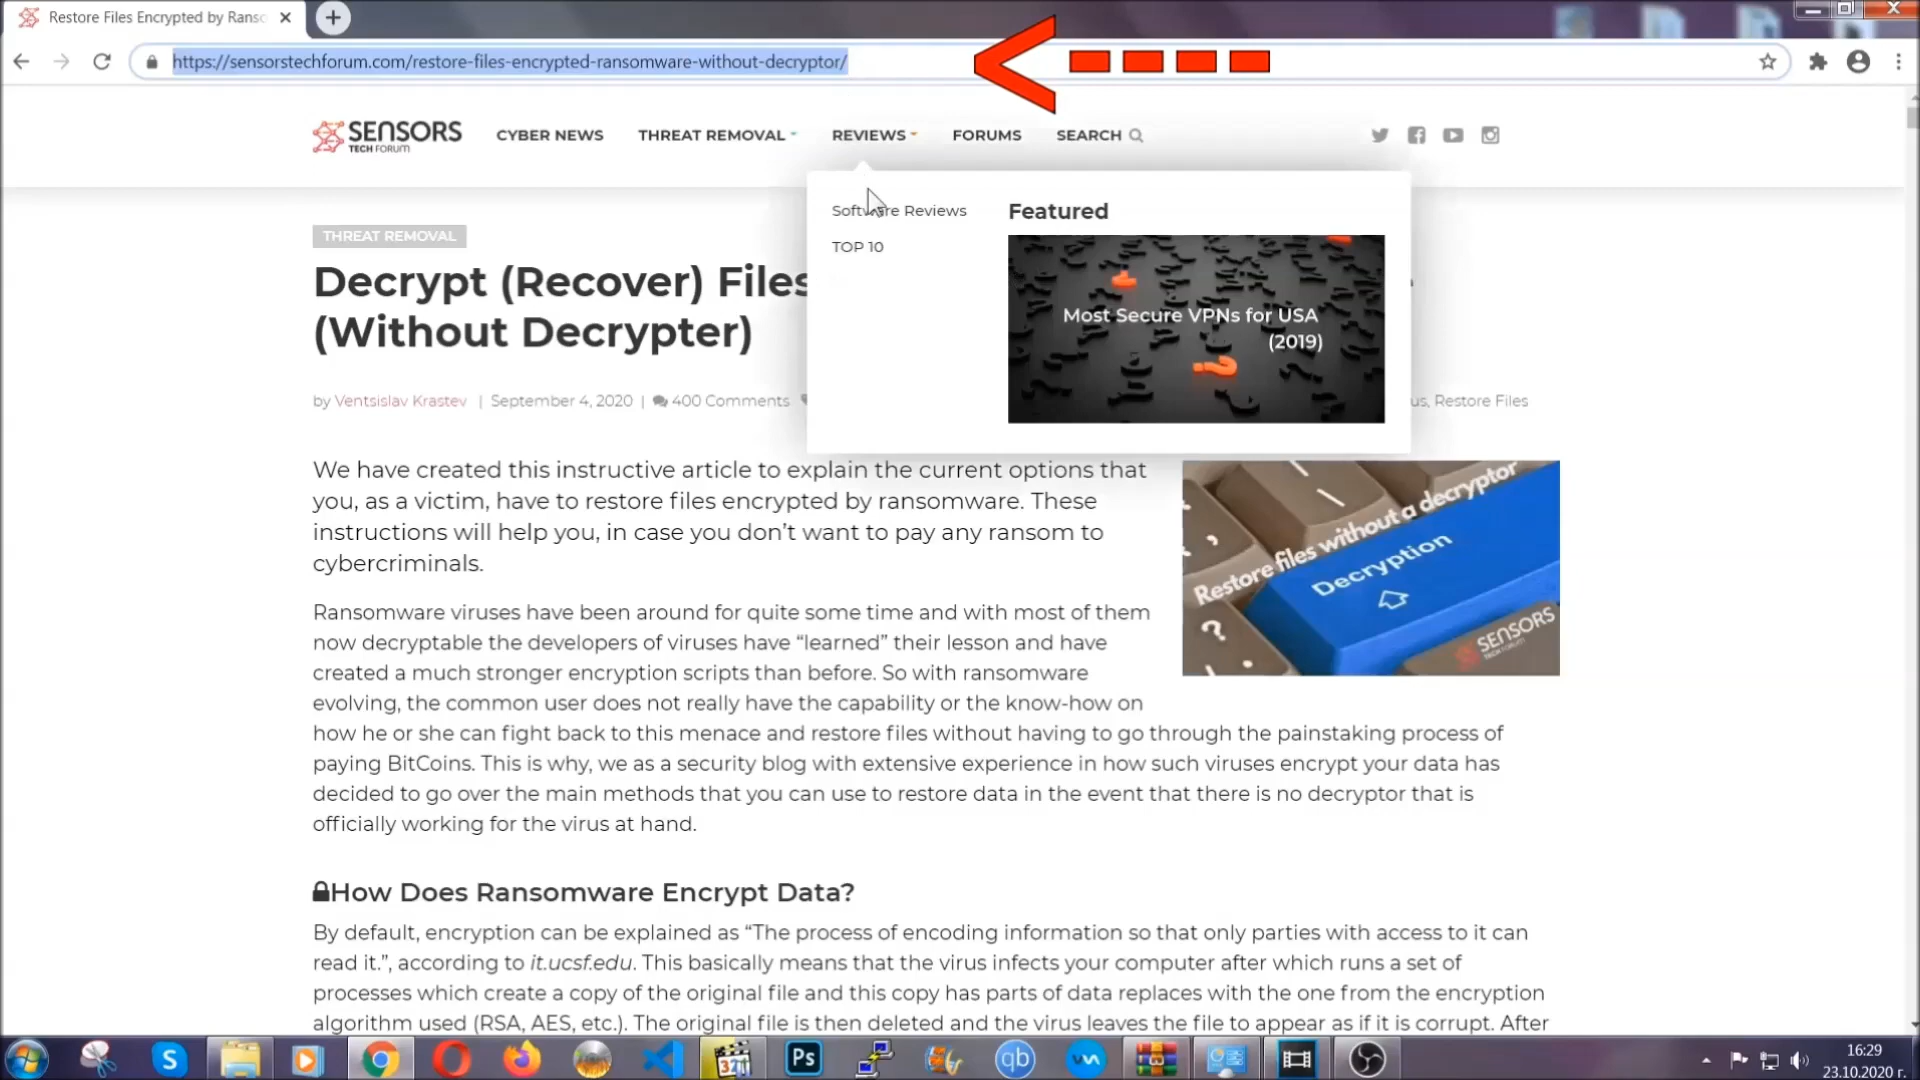 Restore Files Encrypted by Ranso
https://sensorstechforum.com/restore-files-encrypted-ransomware-without-decryptor/
SENSORS
TECH FORUM
CYBER NEWS
THREAT REMOVAL
REVIEWS
FORUMS
SEARCH
Software Reviews
TOP 10
Featured
Most Secure VPNs for USA
(2019)
THREAT REMOVAL
Decrypt (Recover) Files
(Without Decrypter)
by Ventsislav Krastev | September 4, 2020 | 400 Comments
us, Restore Files
We have created this instructive article to explain the current options that
you, as a victim, have to restore files encrypted by ransomware. These
instructions will help you, in case you don’t want to pay any ransom to
cybercriminals.
Restore files without a decryptor
Decryption
SENSORS
TECH FORUM
Ransomware viruses have been around for quite some time and with most of them
now decryptable the developers of viruses have “learned” their lesson and have
created a much stronger encryption scripts than before. So with ransomware
evolving, the common user does not really have the capability or the know-how on
how he or she can fight back to this menace and restore files without having to go through the painstaking process of
paying BitCoins. This is why, we as a security blog with extensive experience in how such viruses encrypt your data has
decided to go over the main methods that you can use to restore data in the event that there is no decryptor that is
officially working for the virus at hand.
How Does Ransomware Encrypt Data?
By default, encryption can be explained as “The process of encoding information so that only parties with access to it can
read it.”, according to it.ucsf.edu. This basically means that the virus infects your computer after which runs a set of
processes which create a copy of the original file and this copy has parts of data replaces with the one from the encryption
algorithm used (RSA, AES, etc.). The original file is then deleted and the virus leaves the file to appear as if it is corrupt. After
S
321
Ps
qb
16:29
23.10.2020 г.